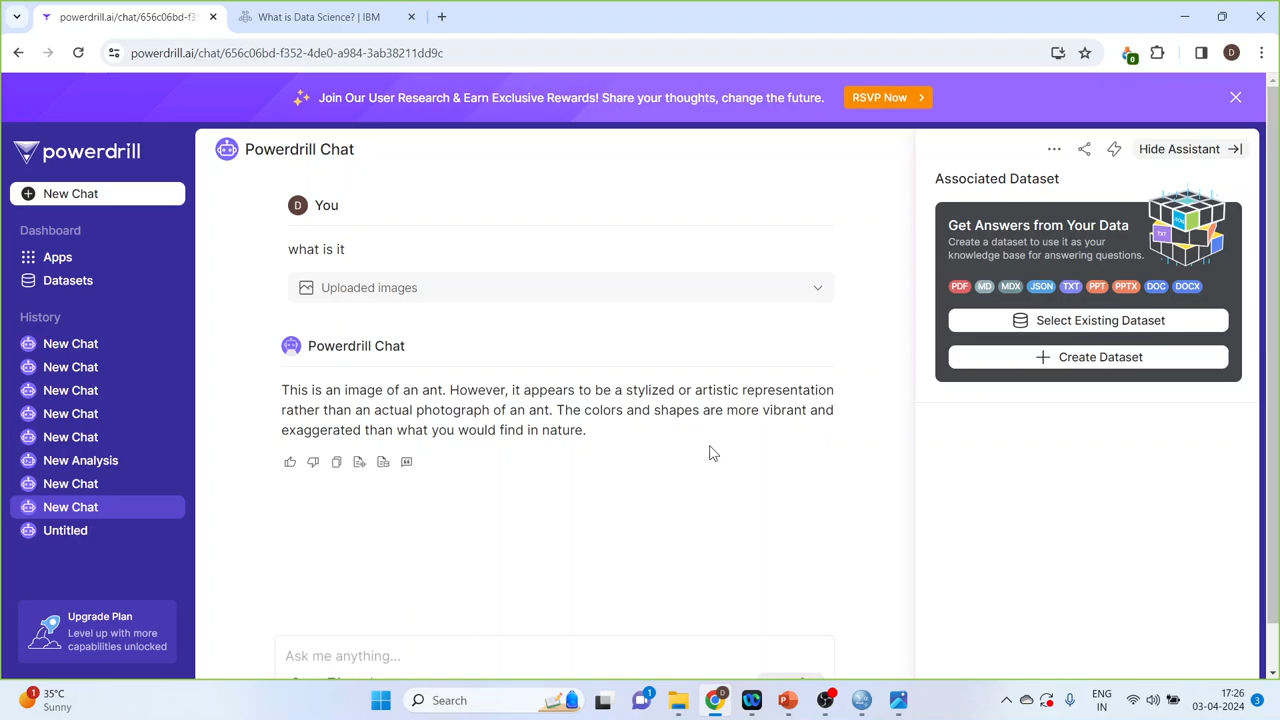 powerdrill.ai/chat/656c06bd-f35
What is Data Science? | IBM
powerdrill.ai/chat/656c06bd-f352-4de0-a984-3ab38211dd9c
0
D
Join Our User Research & Earn Exclusive Rewards! Share your thoughts, change the future.
RSVP Now
powerdrill
New Chat
Dashboard
Apps
Datasets
History
New Chat
New Chat
New Chat
New Chat
New Chat
New Analysis
New Chat
New Chat
Untitled
Upgrade Plan
Level up with more
capabilities unlocked
Powerdrill Chat
D You
what is it
Uploaded images
Powerdrill Chat
This is an image of an ant. However, it appears to be a stylized or artistic representation
rather than an actual photograph of an ant. The colors and shapes are more vibrant and
exaggerated than what you would find in nature.
Ask me anything...
Hide Assistant
Associated Dataset
Get Answers from Your Data
Create a dataset to use it as your
knowledge base for answering questions.
JSON
TXT
PDF MD MDX JSON TXT PPT PPTX DOC DOCX
Select Existing Dataset
Create Dataset
1
35°C
Sunny
Search
1
D
ENG
IN
17:26
03-04-2024
3